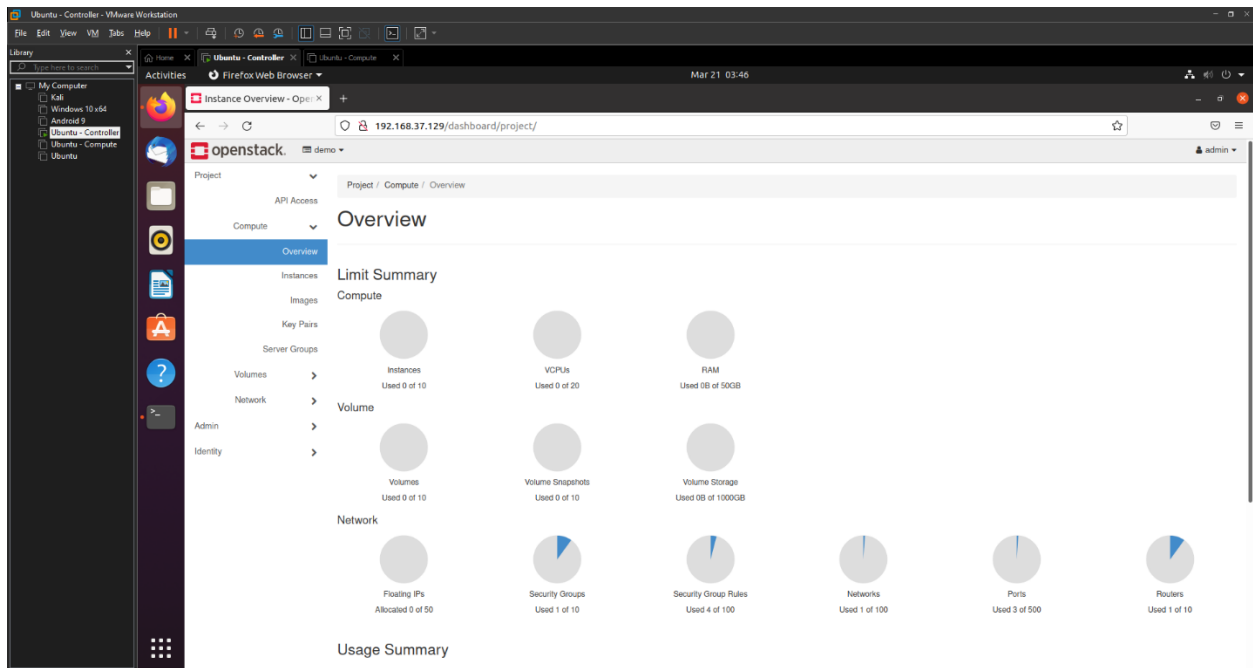 Ubuntu - Controller - VMware Workstation
File Edit View VM Tabs Help
Library
Type here to search
My Computer
Kali
Windows 10 x64
Android 9
Ubuntu - Controller
Ubuntu - Compute
Ubuntu
Home Ubuntu - Controller Ubuntu - Compute
Activities Firefox Web Browser Mar 21 03:46
Instance Overview - Ope
192.168.37.129/dashboard/project/
openstack. demo admin
Project
API Access
Compute
Overview
Instances
Images
Key Pairs
Server Groups
Volumes
Network
Admin
Identity
Project / Compute / Overview
Overview
Limit Summary
Compute
Instances VCPUs RAM
Used 0 of 10 Used 0 of 20 Used 0B of 50GB
Volume
Volumes Volume Snapshots Volume Storage
Used 0 of 10 Used 0 of 10 Used 0B of 1000GB
Network
Floating IPs Security Groups Security Group Rules Networks Ports Routers
Allocated 0 of 50 Used 1 of 10 Used 4 of 100 Used 1 of 100 Used 3 of 500 Used 1 of 10
Usage Summary